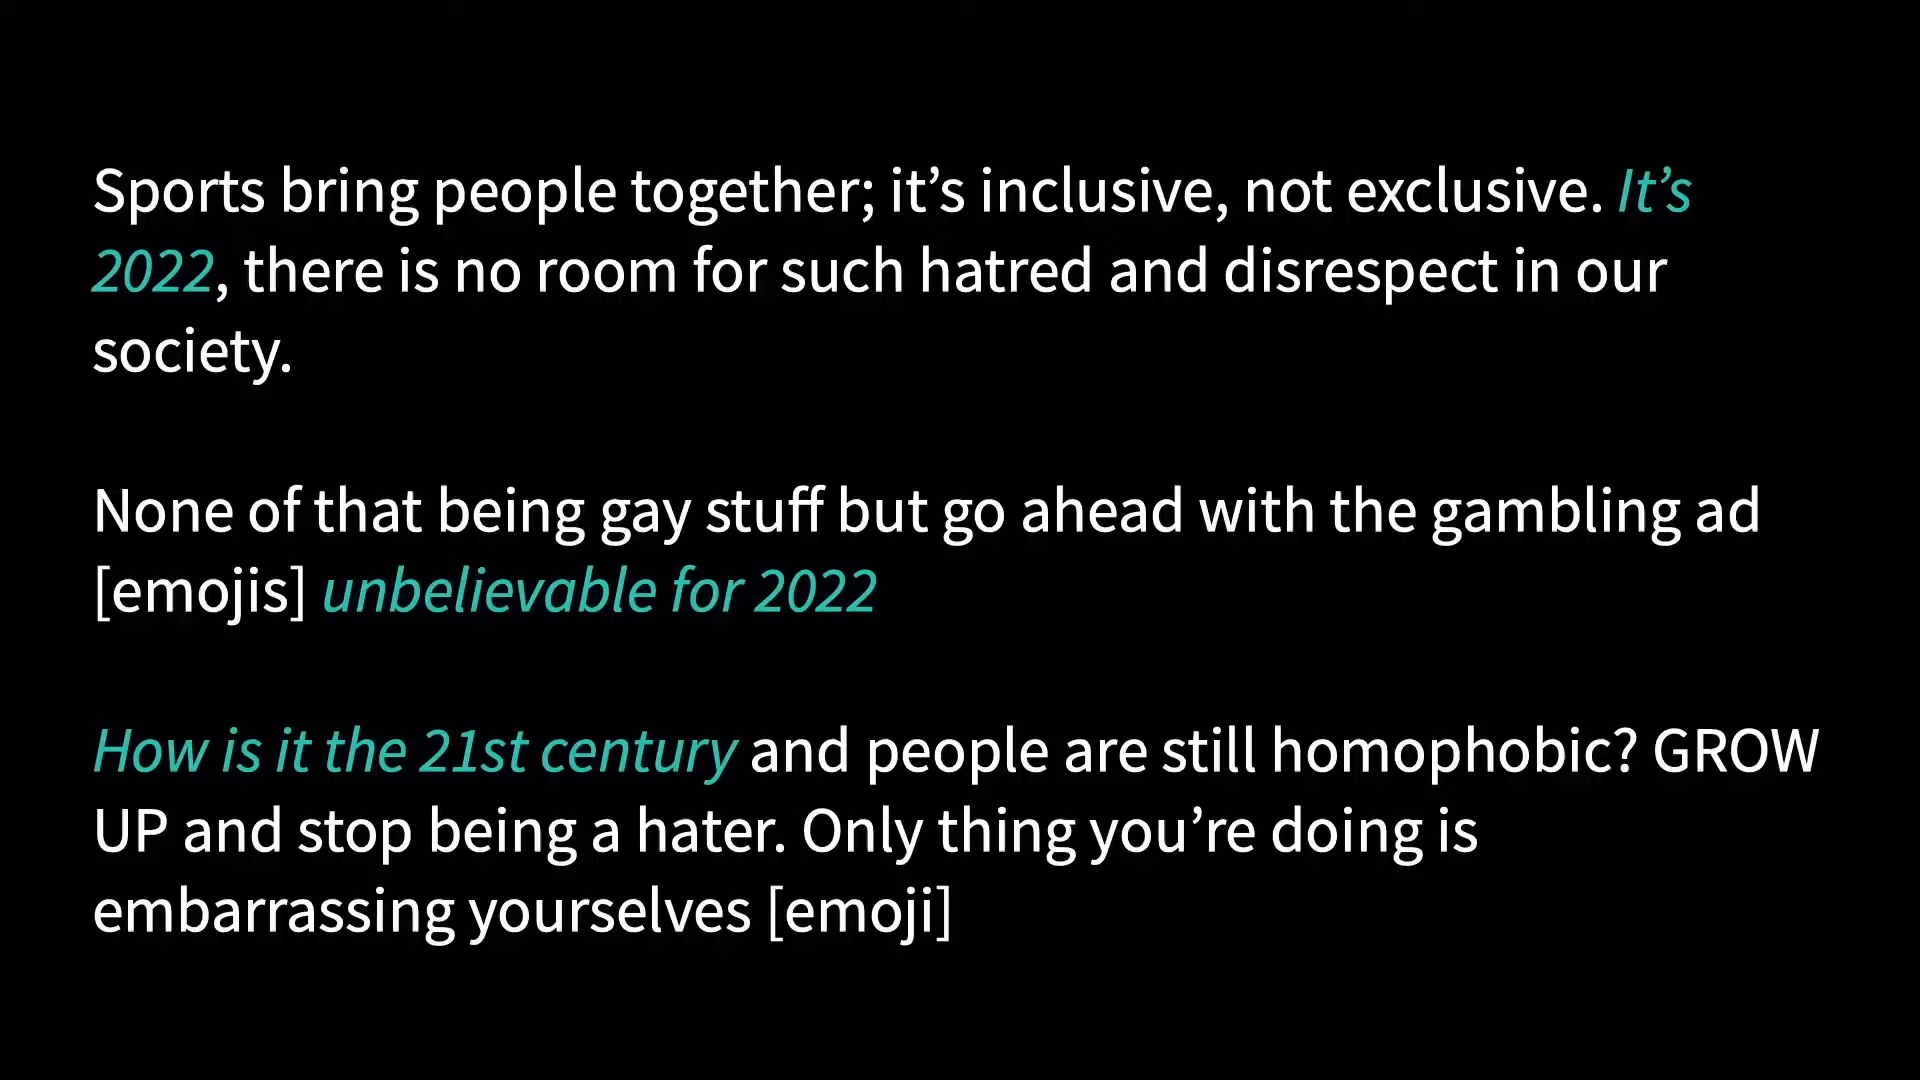 Sports bring people together; it’s inclusive, not exclusive. It’s
2022, there is no room for such hatred and disrespect in our
society.
None of that being gay stuff but go ahead with the gambling ad
[emojis] unbelievable for 2022
How is it the 21st century and people are still homophobic? GROW
UP and stop being a hater. Only thing you’re doing is
embarrassing yourselves [emoji]